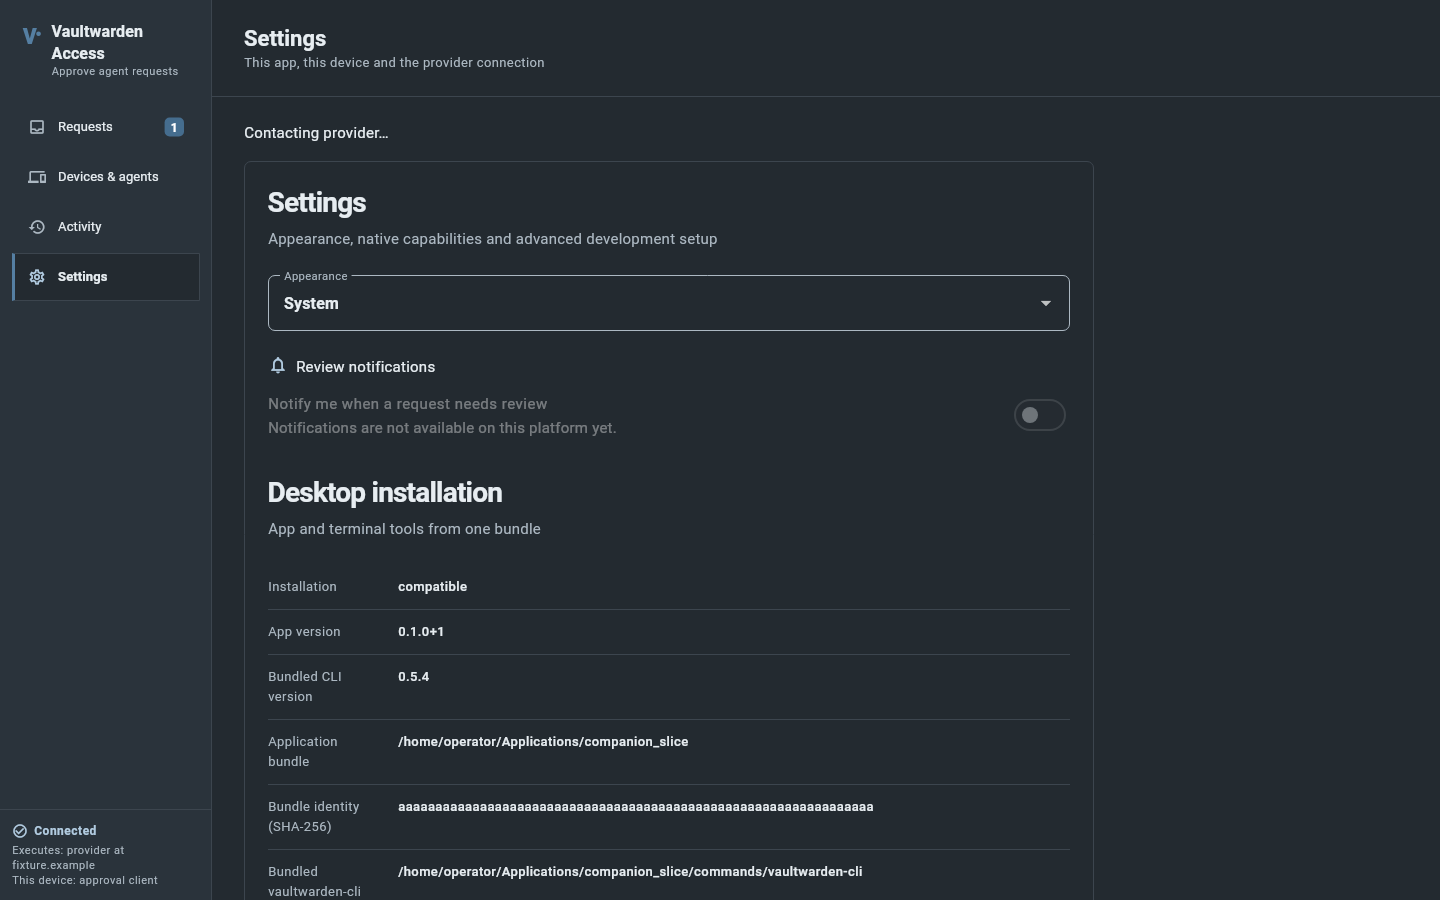 Vaultwarden
Access
Approve agent requests
Requests
1
Devices & agents
Activity
Settings
Connected
Executes: provider at
fixture.example
This device: approval client
Settings
This app, this device and the provider connection
Contacting provider...
Settings
Appearance, native capabilities and advanced development setup
Appearance
System
Review notifications
Notify me when a request needs review
Notifications are not available on this platform yet.
Desktop installation
App and terminal tools from one bundle
Installation
compatible
App version
0.1.0+1
Bundled CLI
version
0.5.4
Application
bundle
/home/operator/Applications/companion_slice
Bundle identity
(SHA-256)
aaaaaaaaaaaaaaaaaaaaaaaaaaaaaaaaaaaaaaaaaaaaaaaaaaaaaaaaaaaaaaaa
Bundled
vaultwarden-cli
/home/operator/Applications/companion_slice/commands/vaultwarden-cli